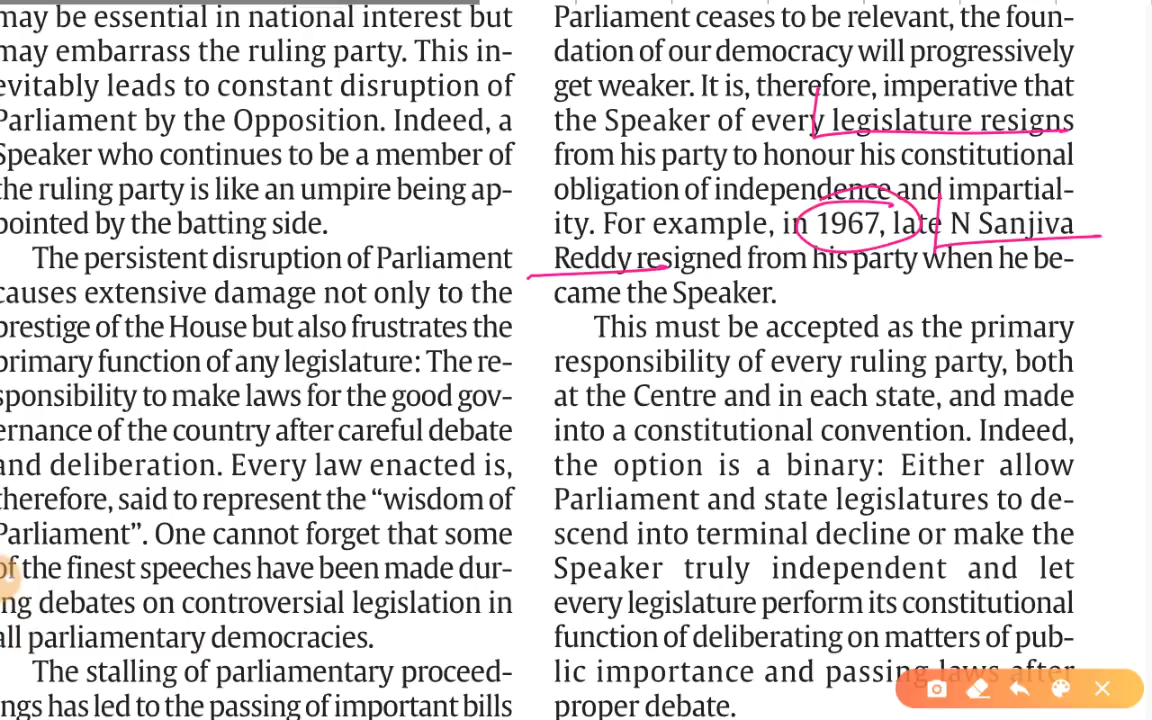 may be essential in national interest but
may embarrass the ruling party. This in-
evitably leads to constant disruption of
Parliament by the Opposition. Indeed, a
Speaker who continues to be a member of
the ruling party is like an umpire being ap-
pointed by the batting side.
The persistent disruption of Parliament
causes extensive damage not only to the
prestige of the House but also frustrates the
primary function of any legislature: The re-
sponsibility to make laws for the good gov-
ernance of the country after careful debate
and deliberation. Every law enacted is,
therefore, said to represent the “wisdom of
Parliament”. One cannot forget that some
of the finest speeches have been made dur-
ing debates on controversial legislation in
all parliamentary democracies.
The stalling of parliamentary proceed-
ings has led to the passing of important bills
Parliament ceases to be relevant, the foun-
dation of our democracy will progressively
get weaker. It is, therefore, imperative that
the Speaker of every legislature resigns
from his party to honour his constitutional
obligation of independence and impartial-
ity. For example, in 1967, late N Sanjiva
Reddy resigned from his party when he be-
came the Speaker.
This must be accepted as the primary
responsibility of every ruling party, both
at the Centre and in each state, and made
into a constitutional convention. Indeed,
the option is a binary: Either allow
Parliament and state legislatures to de-
scend into terminal decline or make the
Speaker truly independent and let
every legislature perform its constitutional
function of deliberating on matters of pub-
lic importance and passing laws after
proper debate.